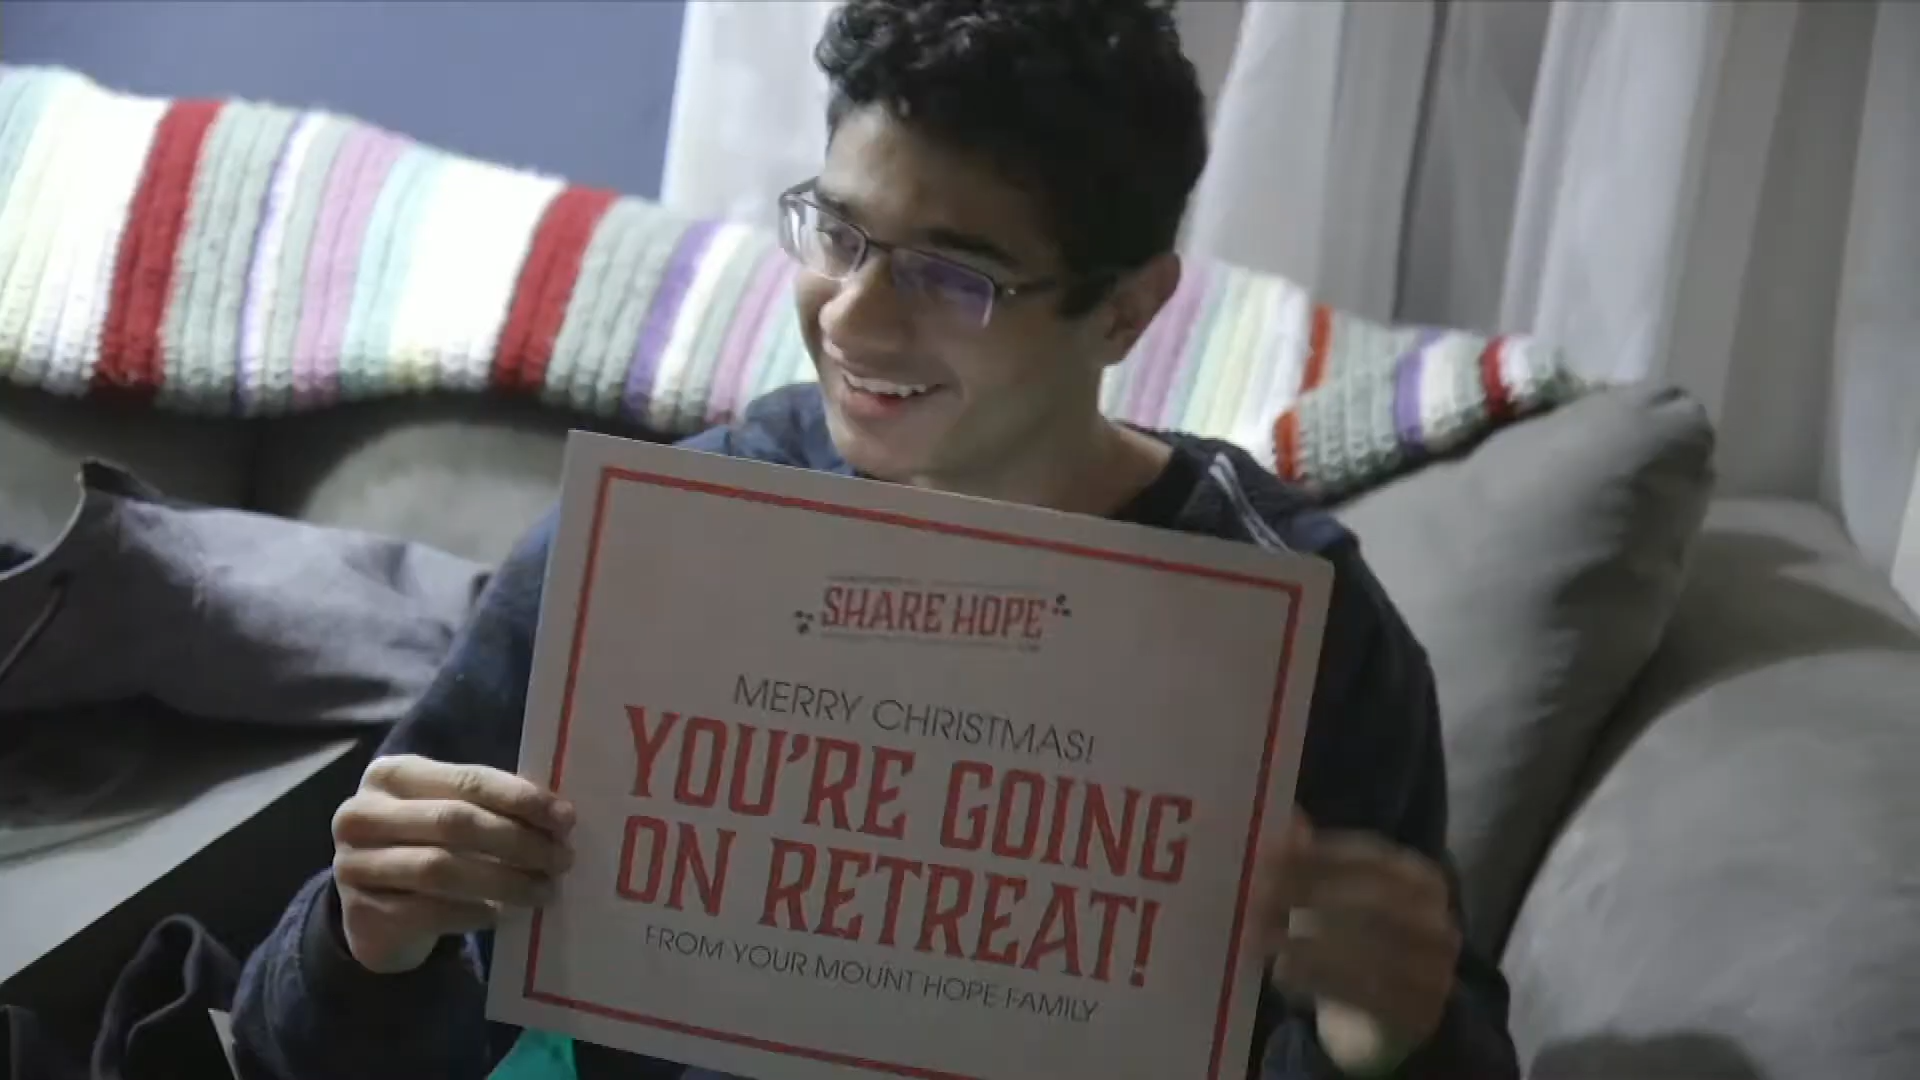 SHARE HOPE
MERRY CHRISTMAS!
YOU'RE GOING
ON RETREAT!
FROM YOUR MOUNT HOPE FAMILY